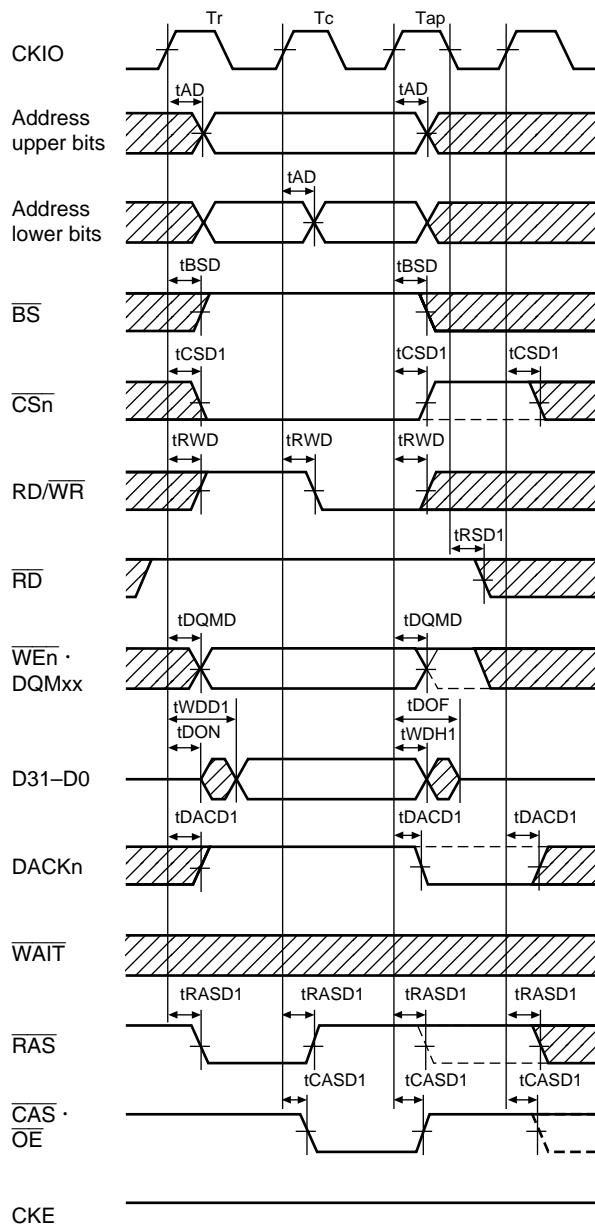 Tr Tc Tap
CKIO
tAD tAD
Address
upper bits
tAD
Address
lower bits
tBSD tBSD
BS
tCSD1 tCSD1 tCSD1
CSn
tRWD tRWD tRWD
RD/WR
tRSD1
RD
tDQMD tDQMD
WEn ·
DQMxx
tWDD1 tDOF
tDON tWDH1
D31–D0
tDACD1 tDACD1 tDACD1
DACKn
WAIT
tRASD1 tRASD1 tRASD1 tRASD1
RAS
tCASD1 tCASD1 tCASD1
CAS ·
OE
CKE